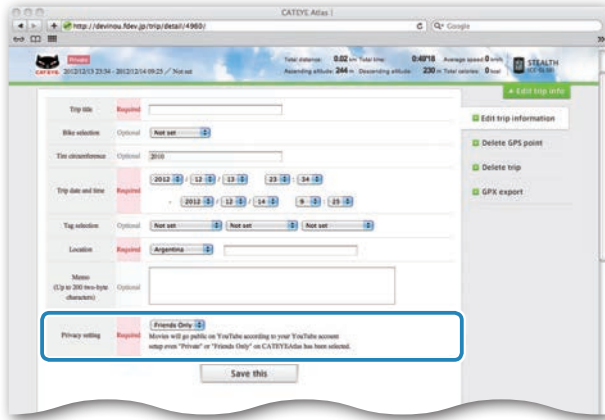 CATEYE Atlas |
http://devinou.fdev.jp/trip/detail/4960/
Google
CATEYE
Private
2012/12/13 23:34 - 2012/12/14 09:25 / Not set
Total distance: 0.02 km Total time: 0:49'18 Average speed 0 km/h
Ascending altitude: 244 m Descending altitude: 230 m Total calories: 0 kcal
STEALTH
+ Edit trip info
Trip title Required
Edit trip information
Bike selection Optional Not set
Delete GPS point
Tire circumference Optional 2010
Delete trip
Trip date and time Required 2012 / 12 / 13 23 : 34
- 2012 / 12 / 14 9 : 25
GPX export
Tag selection Optional Not set Not set Not set
Location Required Argentina
Memo
(Up to 200 two-byte
characters)
Optional
Privacy setting Required Friends Only
Movies will go public on YouTube according to your YouTube account
setup even "Private" or "Friends Only" on CATEYEAtlas has been selected.
Save this